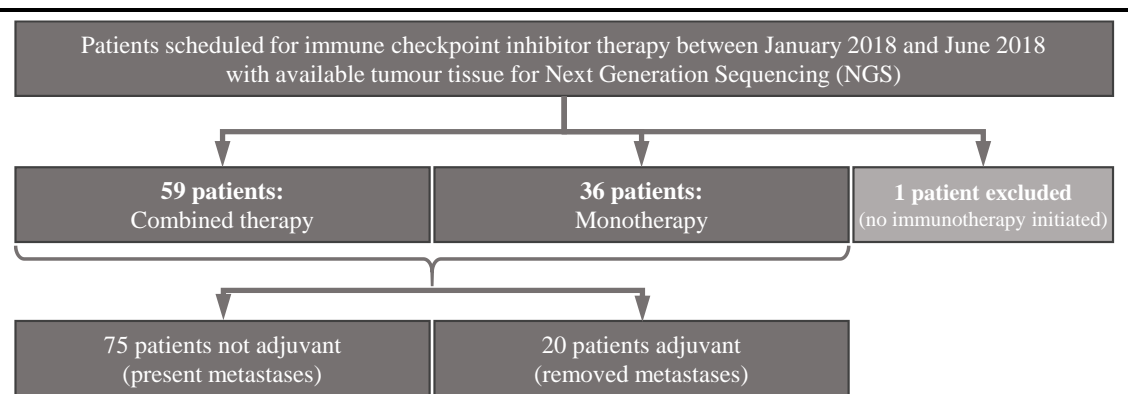 Patients scheduled for immune checkpoint inhibitor therapy between January 2018 and June 2018
with available tumour tissue for Next Generation Sequencing (NGS)
59 patients:
Combined therapy
36 patients:
Monotherapy
1 patient excluded
(no immunotherapy initiated)
75 patients not adjuvant
(present metastases)
20 patients adjuvant
(removed metastases)